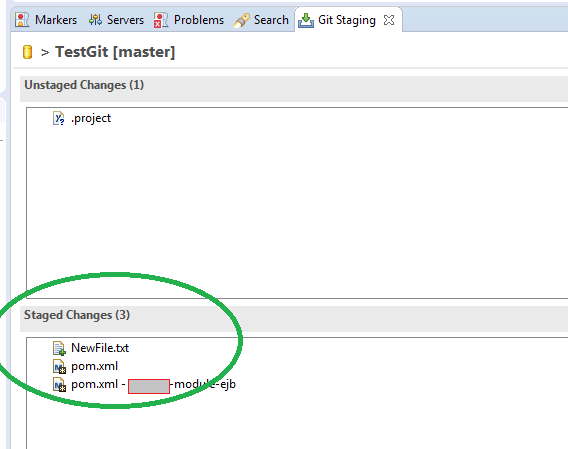 Markers Servers Problems Search Git Staging
> TestGit [master]
Unstaged Changes (1)
.project
Staged Changes (3)
NewFile.txt
pom.xml
pom.xml - -module-ejb